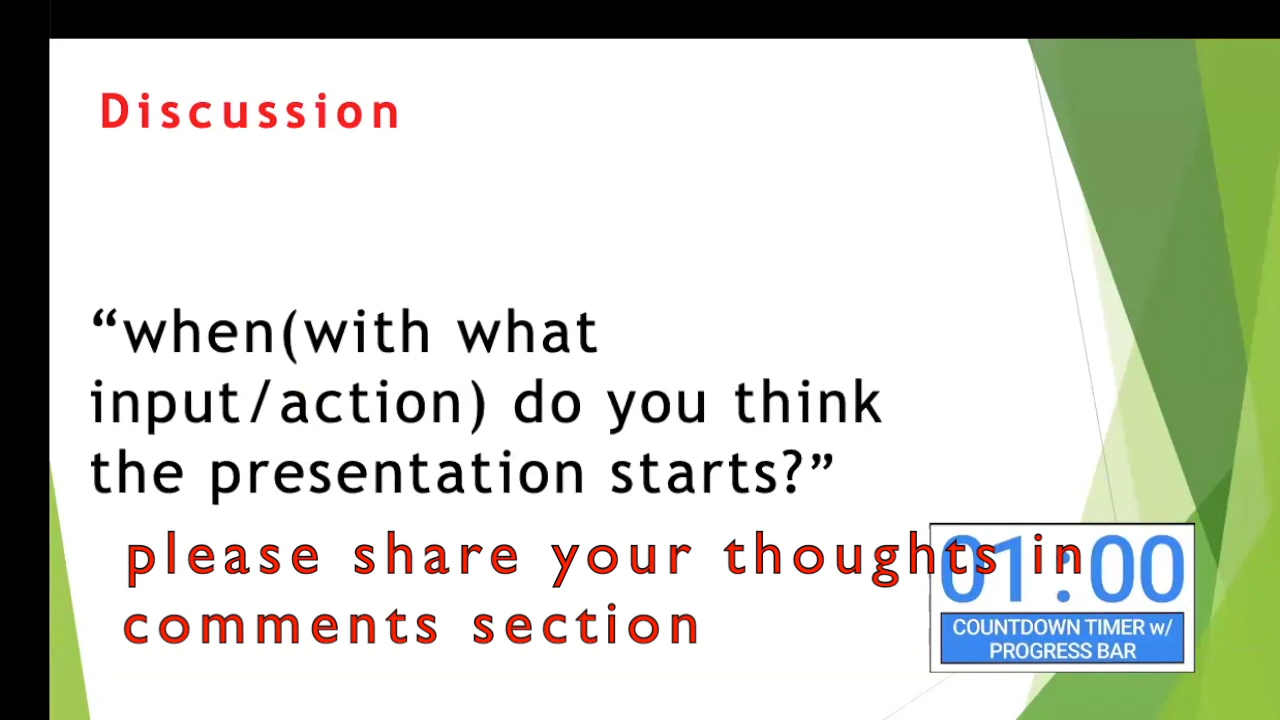 Discussion
“when(with what
input/action) do you think
the presentation starts?”
please share your thoughts in
comments section
01:00
COUNTDOWN TIMER w/
PROGRESS BAR